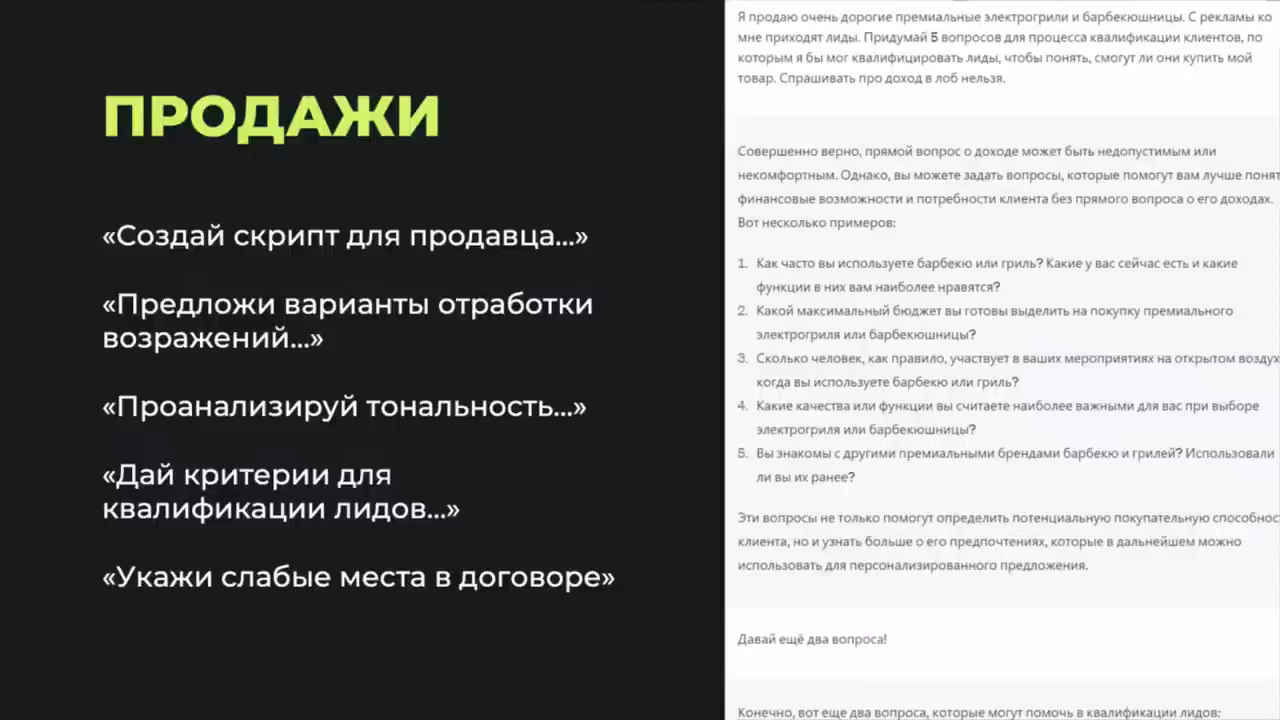 ПРОДАЖИ
«Создай скрипт для продавца...»
«Предложи варианты отработки
возражений...»
«Проанализируй тональность...»
«Дай критерии для
квалификации лидов...»
«Укажи слабые места в договоре»
Я продаю очень дорогие премиальные электрогрили и барбекюшницы. С рекламы ко
мне приходят лиды. Придумай 5 вопросов для процесса квалификации клиентов, по
которым я бы мог квалифицировать лиды, чтобы понять, смогут ли они купить мой
товар. Спрашивать про доход в лоб нельзя.
Совершенно верно, прямой вопрос о доходе может быть недопустимым или
некомфортным. Однако, вы можете задать вопросы, которые помогут вам лучше понят
финансовые возможности и потребности клиента без прямого вопроса о его доходах.
Вот несколько примеров:
1. Как часто вы используете барбекю или гриль? Какие у вас сейчас есть и какие
функции в них вам наиболее нравятся?
2. Какой максимальный бюджет вы готовы выделить на покупку премиального
электрогриля или барбекюшницы?
3. Сколько человек, как правило, участвует в ваших мероприятиях на открытом воздух
когда вы используете барбекю или гриль?
4. Какие качества или функции вы считаете наиболее важными для вас при выборе
электрогриля или барбекюшницы?
5. Вы знакомы с другими премиальными брендами барбекю и грилей? Использовали
ли вы их ранее?
Эти вопросы не только помогут определить потенциальную покупательную способнос
клиента, но и узнать больше о его предпочтениях, которые в дальнейшем можно
использовать для персонализированного предложения.
Давай ещё два вопроса!
Конечно, вот еще два вопроса, которые могут помочь в квалификации лидов: